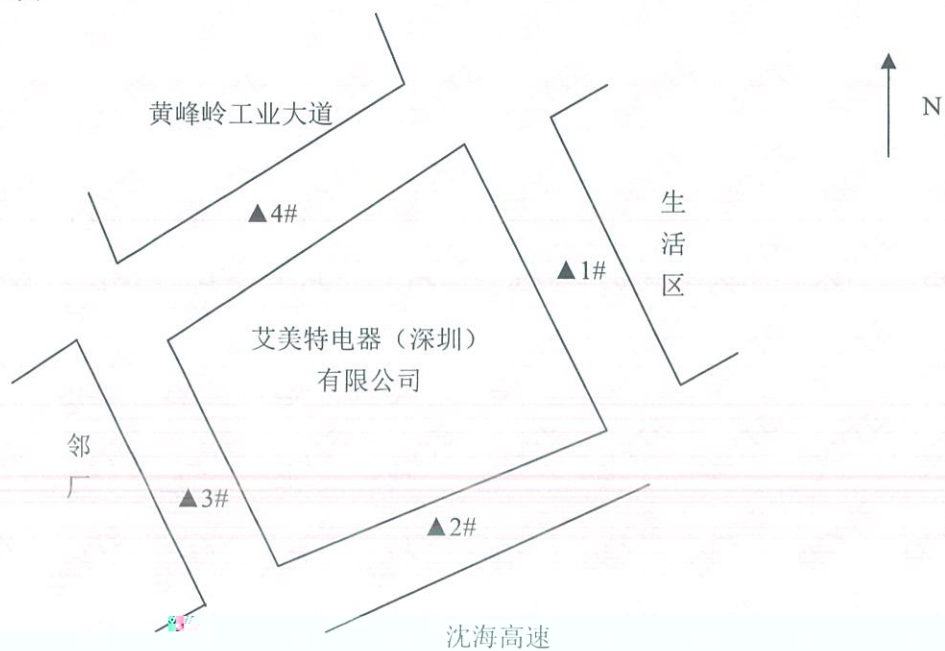 黄峰岭工业大道
N
▲4#
生活区
▲1#
艾美特电器（深圳）
有限公司
邻厂
▲3#
▲2#
沈海高速